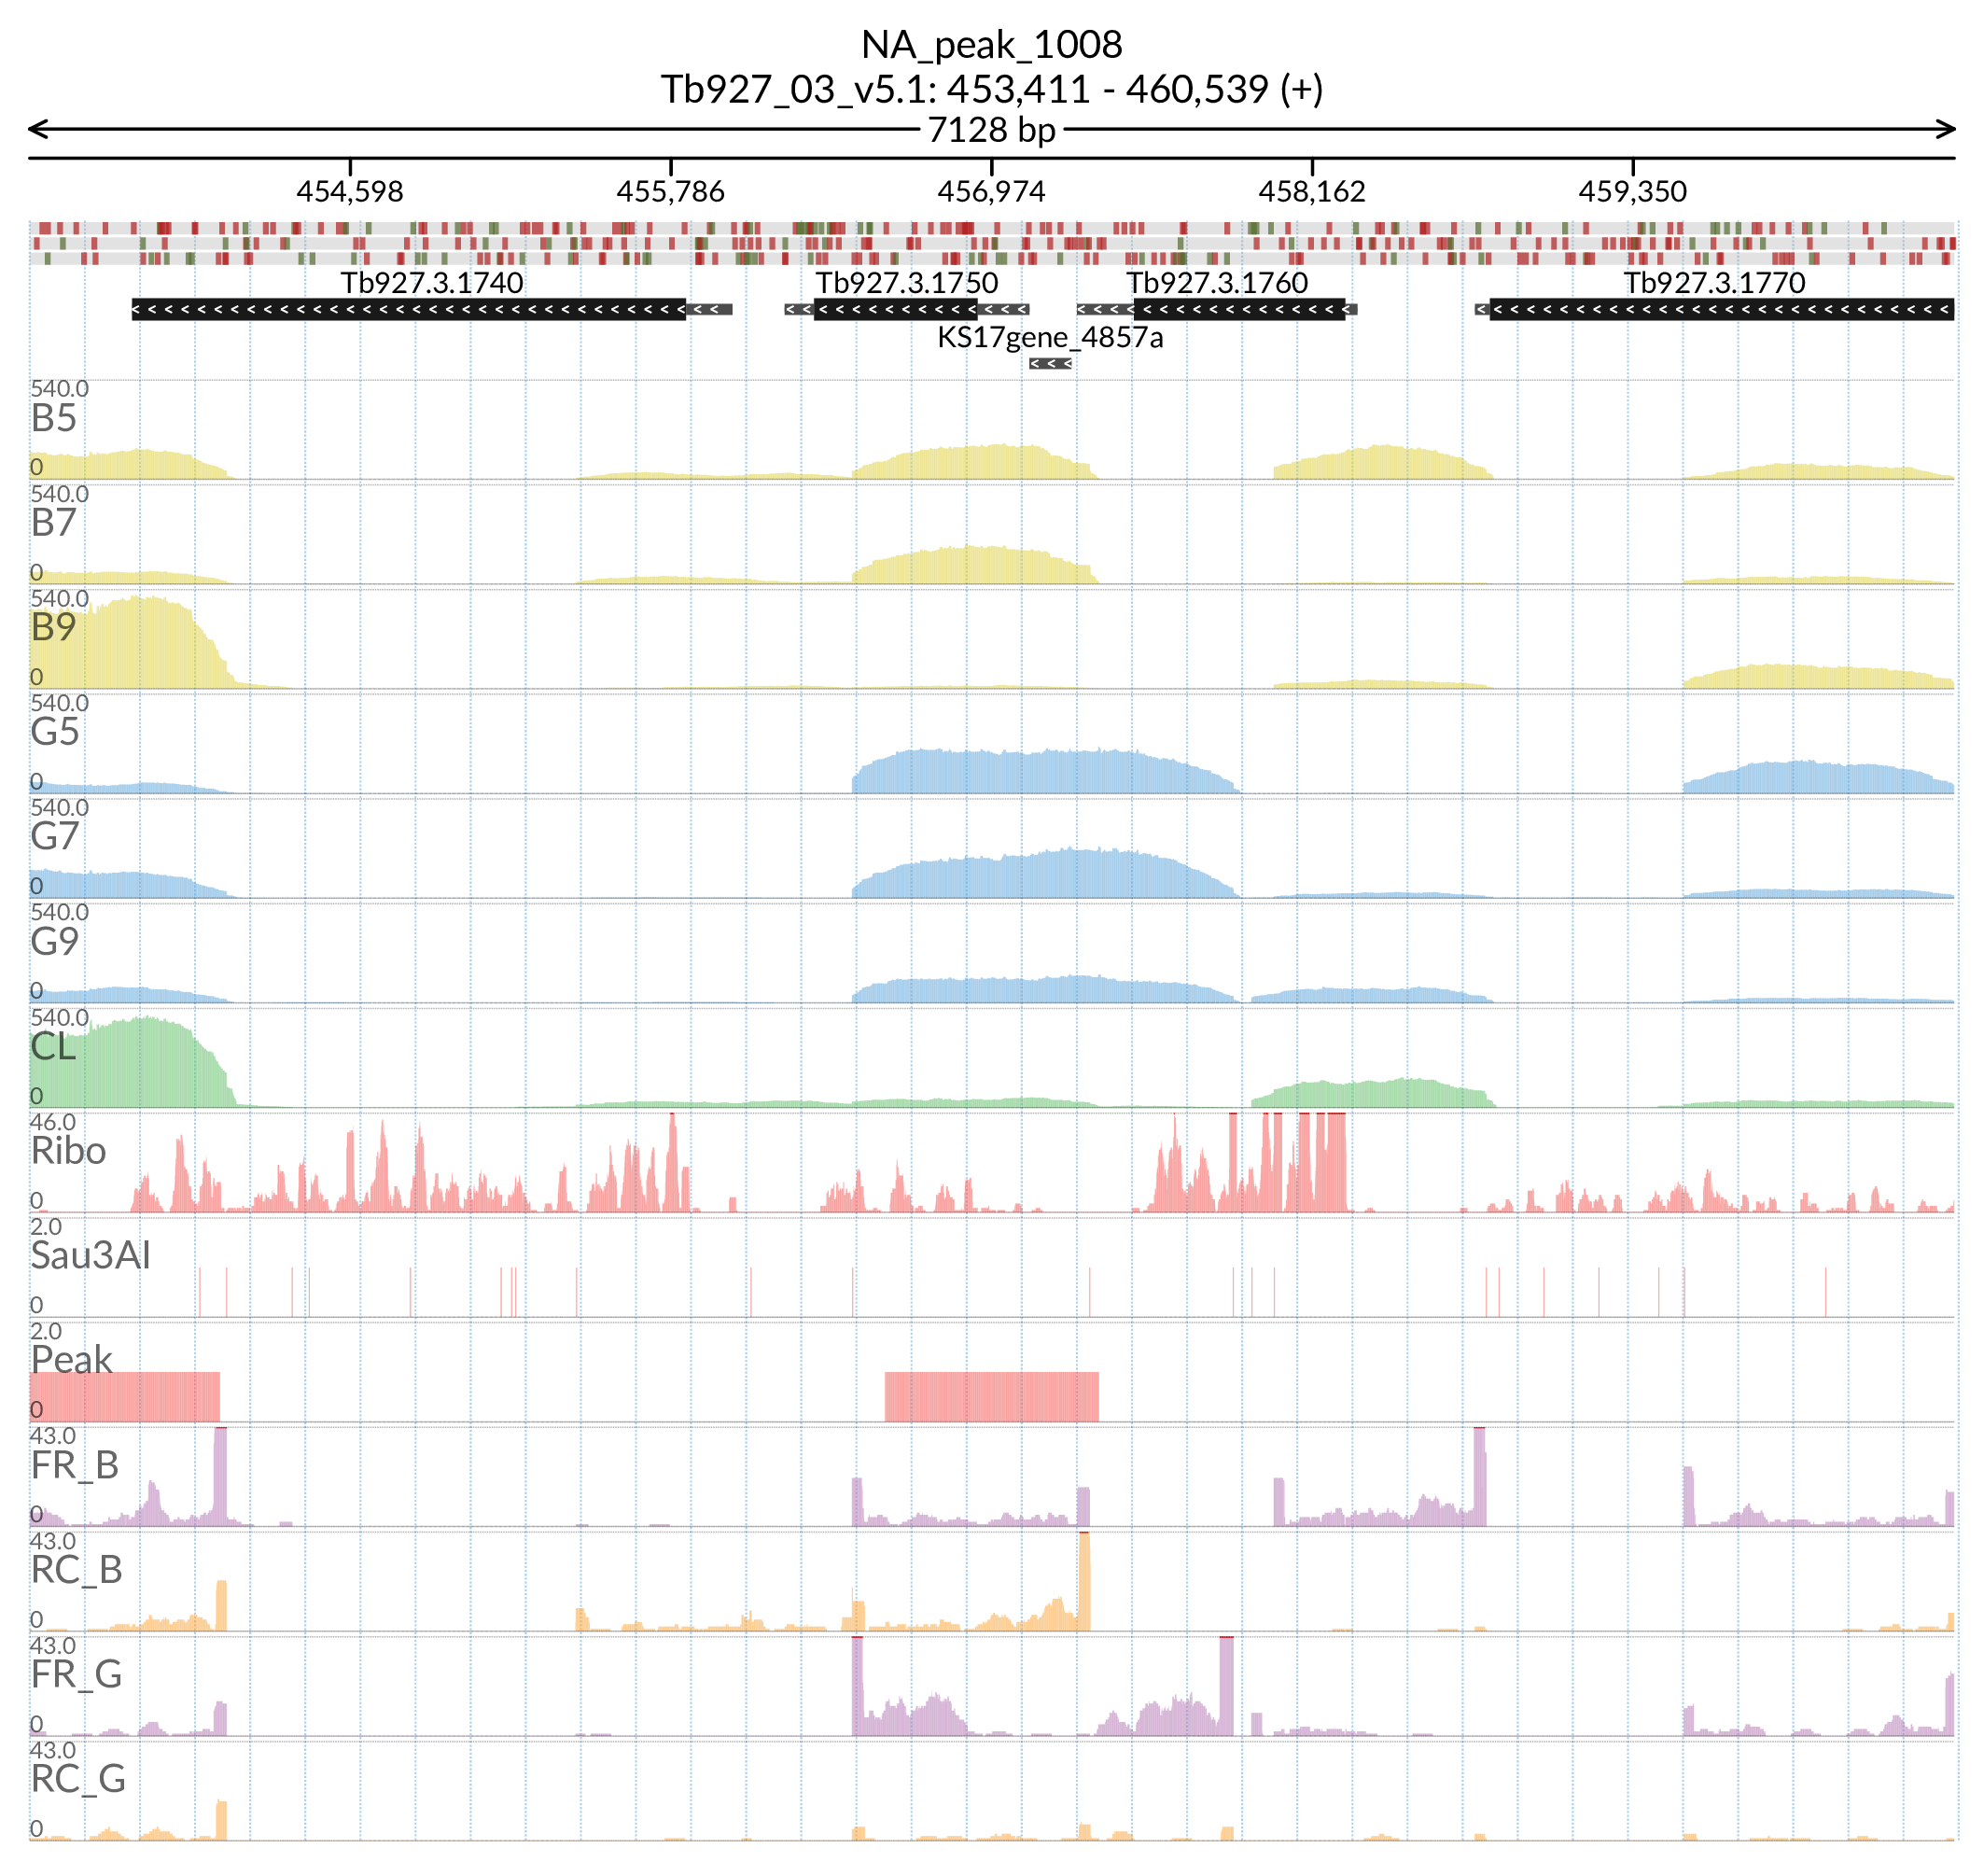 NA_peak_1008
Tb927_03_v5.1: 453,411 - 460,539 (+)
7128 bp
454,598 455,786 456,974 458,162 459,350
Tb927.3.1740 Tb927.3.1750 Tb927.3.1760 Tb927.3.1770
KS17gene_4857a
540.0
B5
0
540.0
B7
0
540.0
B9
0
540.0
G5
0
540.0
G7
0
540.0
G9
0
540.0
CL
0
46.0
Ribo
0
2.0
Sau3AI
0
2.0
Peak
0
43.0
FR_B
0
43.0
RC_B
0
43.0
FR_G
0
43.0
RC_G
0